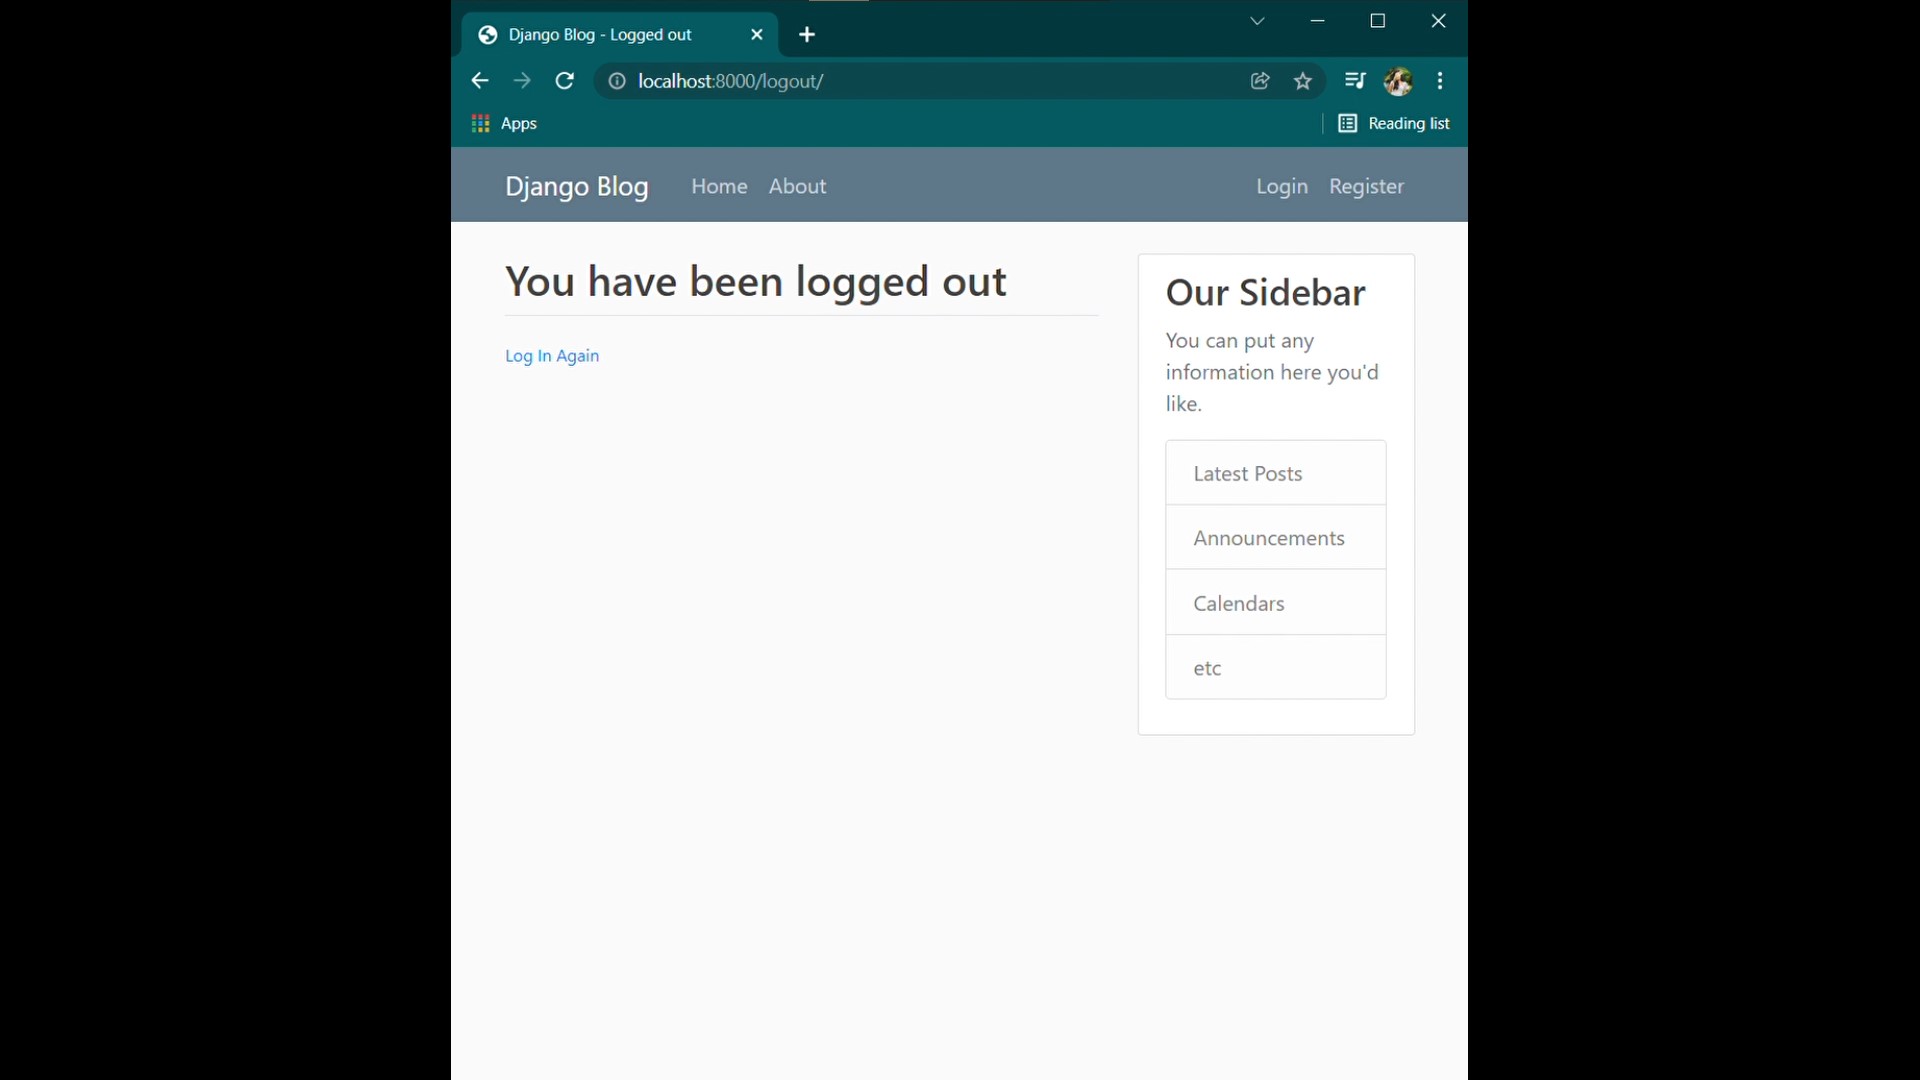 Django Blog - Logged out
localhost:8000/logout/
Apps
Reading list
Django Blog Home About Login Register
You have been logged out
Log In Again
Our Sidebar
You can put any
information here you'd
like.
Latest Posts
Announcements
Calendars
etc